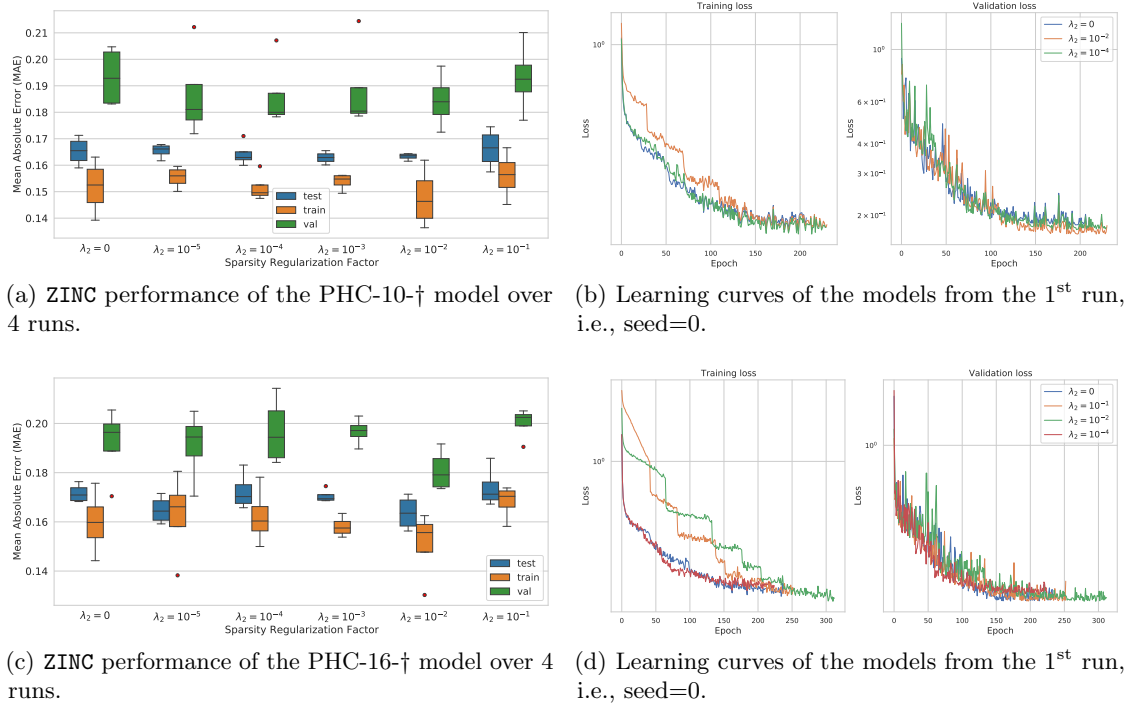 0.21
0.20
0.19
0.18
0.17
0.16
0.15
0.14
Mean Absolute Error (MAE)
test
train
val
λ₂ = 0
λ₂ = 10⁻⁵
λ₂ = 10⁻⁴
λ₂ = 10⁻³
λ₂ = 10⁻²
λ₂ = 10⁻¹
Sparsity Regularization Factor
Training loss
10⁰
Loss
0 50 100 150 200
Epoch
Validation loss
λ₂ = 0
λ₂ = 10⁻²
λ₂ = 10⁻⁴
10⁰
6 × 10⁻¹
4 × 10⁻¹
3 × 10⁻¹
2 × 10⁻¹
Loss
0 50 100 150 200
Epoch
(a) ZINC performance of the PHC-10-† model over
4 runs.
(b) Learning curves of the models from the 1ˢᵗ run,
i.e., seed=0.
0.20
0.18
0.16
0.14
Mean Absolute Error (MAE)
test
train
val
λ₂ = 0
λ₂ = 10⁻⁵
λ₂ = 10⁻⁴
λ₂ = 10⁻³
λ₂ = 10⁻²
λ₂ = 10⁻¹
Sparsity Regularization Factor
Training loss
10⁰
Loss
0 50 100 150 200 250 300
Epoch
Validation loss
λ₂ = 0
λ₂ = 10⁻¹
λ₂ = 10⁻²
λ₂ = 10⁻⁴
10⁰
Loss
0 50 100 150 200 250 300
Epoch
(c) ZINC performance of the PHC-16-† model over 4
runs.
(d) Learning curves of the models from the 1ˢᵗ run,
i.e., seed=0.